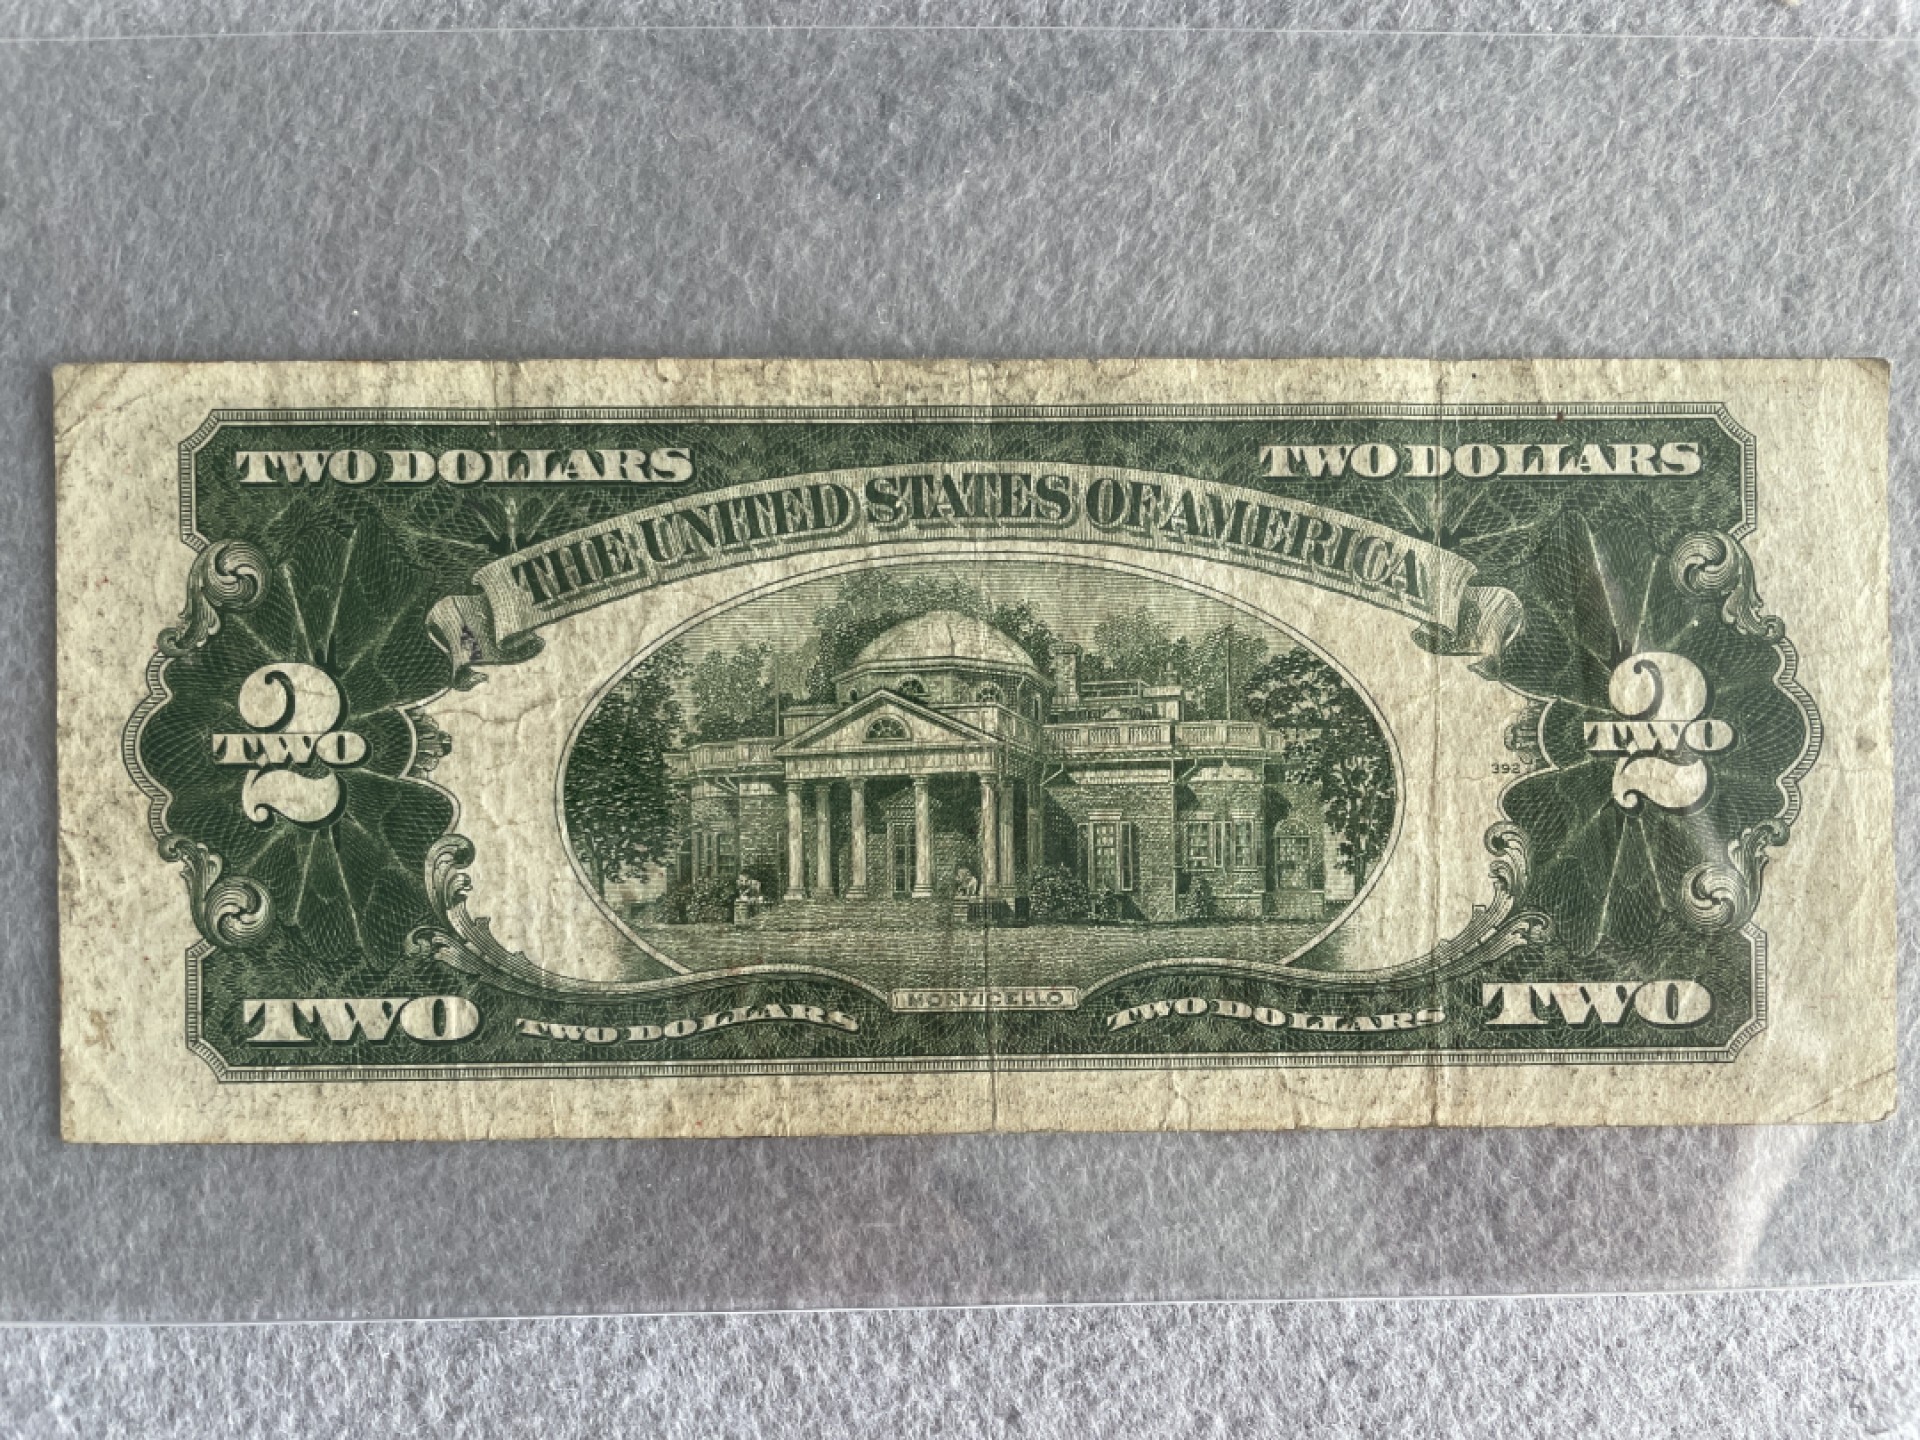 TWO DOLLARS TWO DOLLARS
THE UNITED STATES OF AMERICA
2 2
TWO TWO
392
TWO TWO DOLLARS MONTICELLO TWO DOLLARS TWO